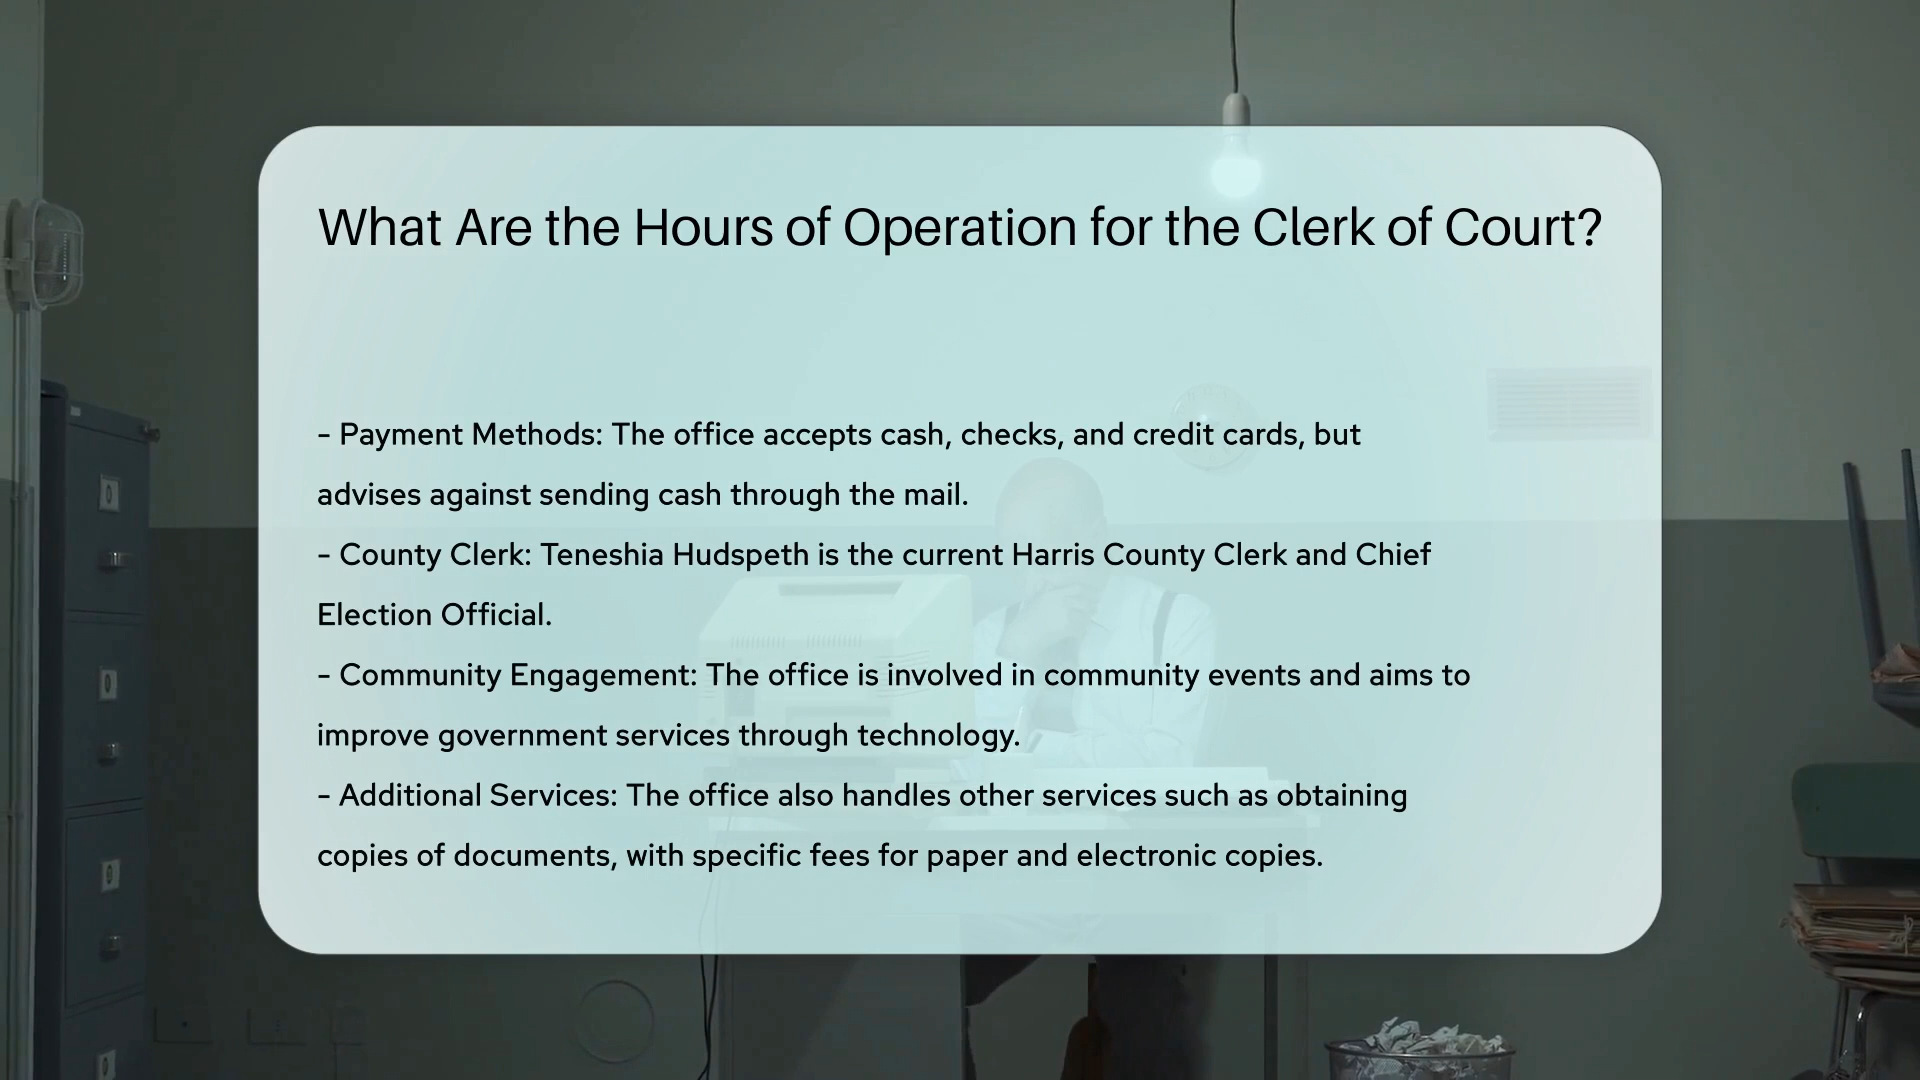 What Are the Hours of Operation for the Clerk of Court?
- Payment Methods: The office accepts cash, checks, and credit cards, but
advises against sending cash through the mail.
- County Clerk: Teneshia Hudspeth is the current Harris County Clerk and Chief
Election Official.
- Community Engagement: The office is involved in community events and aims to
improve government services through technology.
- Additional Services: The office also handles other services such as obtaining
copies of documents, with specific fees for paper and electronic copies.